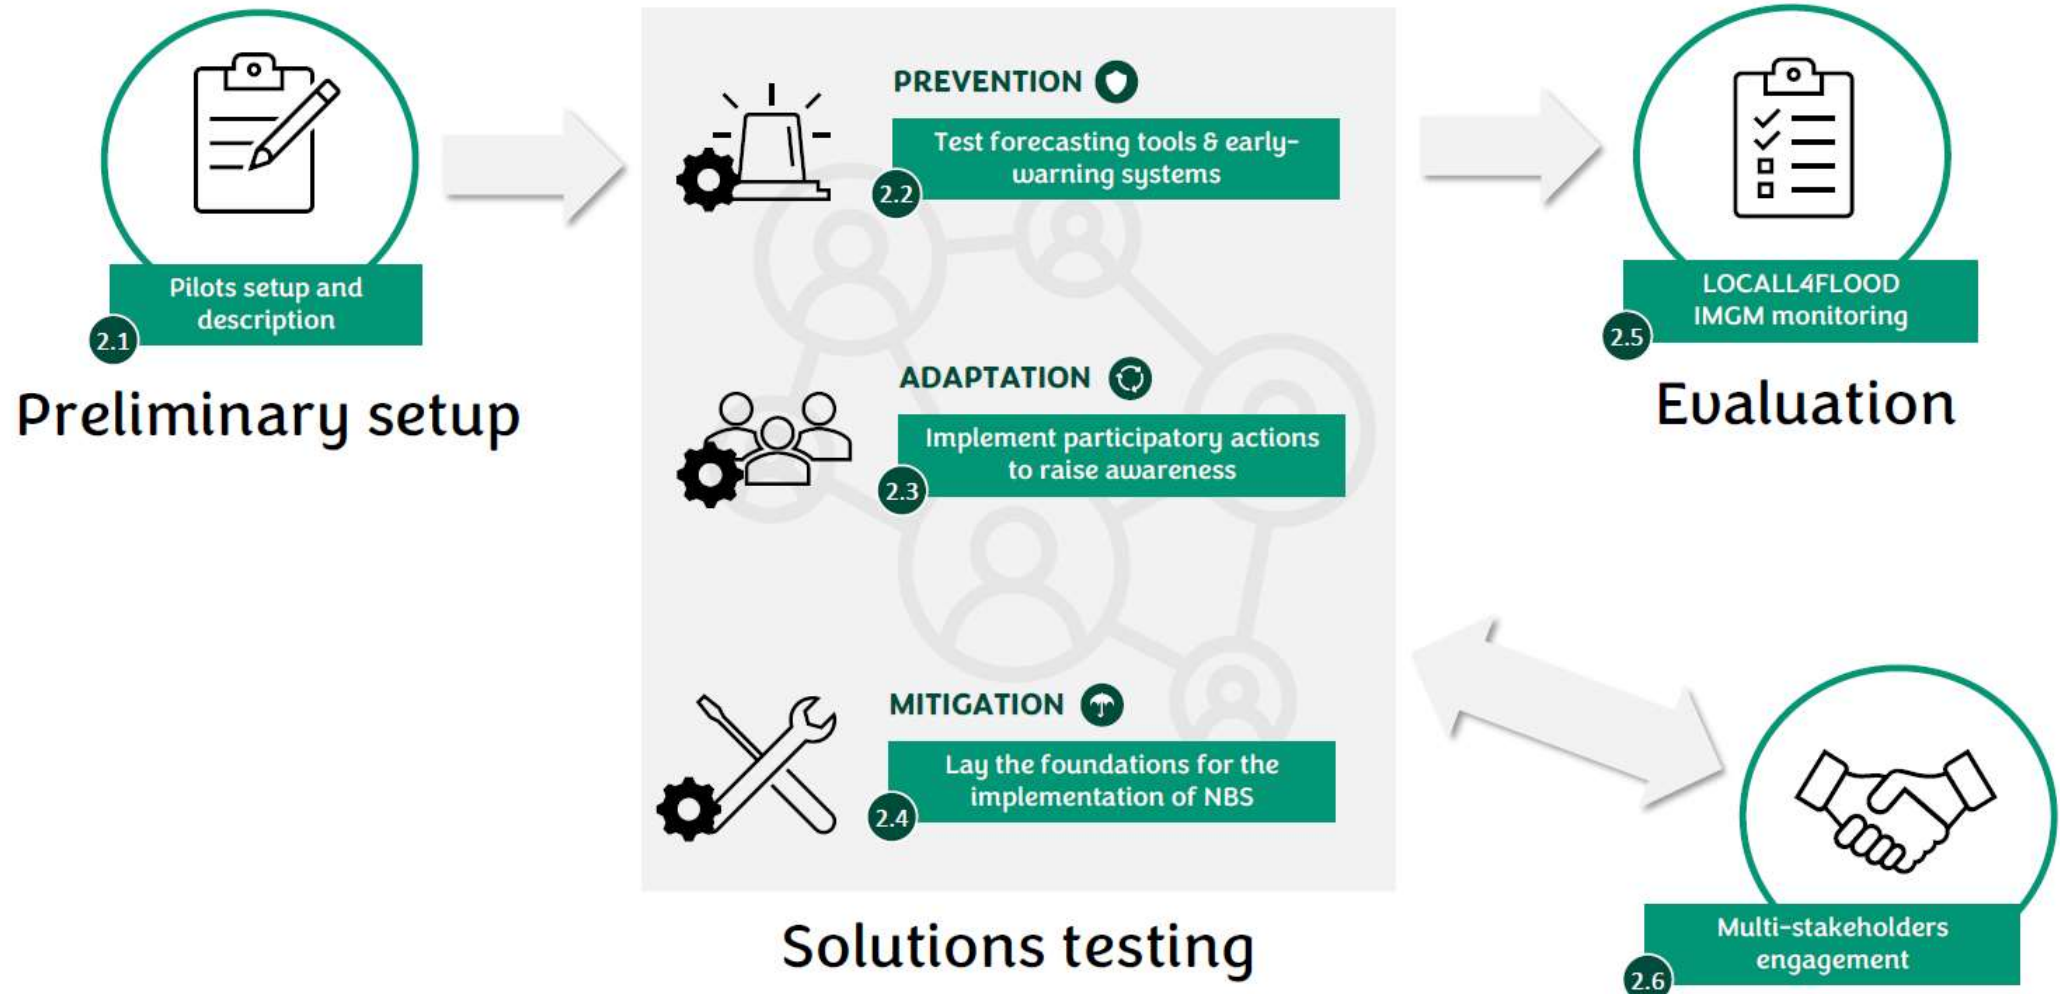 Pilots setup and
description
2.1
Preliminary setup
PREVENTION
Test forecasting tools & early-
warning systems
2.2
ADAPTATION
Implement participatory actions
to raise awareness
2.3
MITIGATION
Lay the foundations for the
implementation of NBS
2.4
Solutions testing
LOCALL4FLOOD
IMGM monitoring
2.5
Evaluation
Multi-stakeholders
engagement
2.6